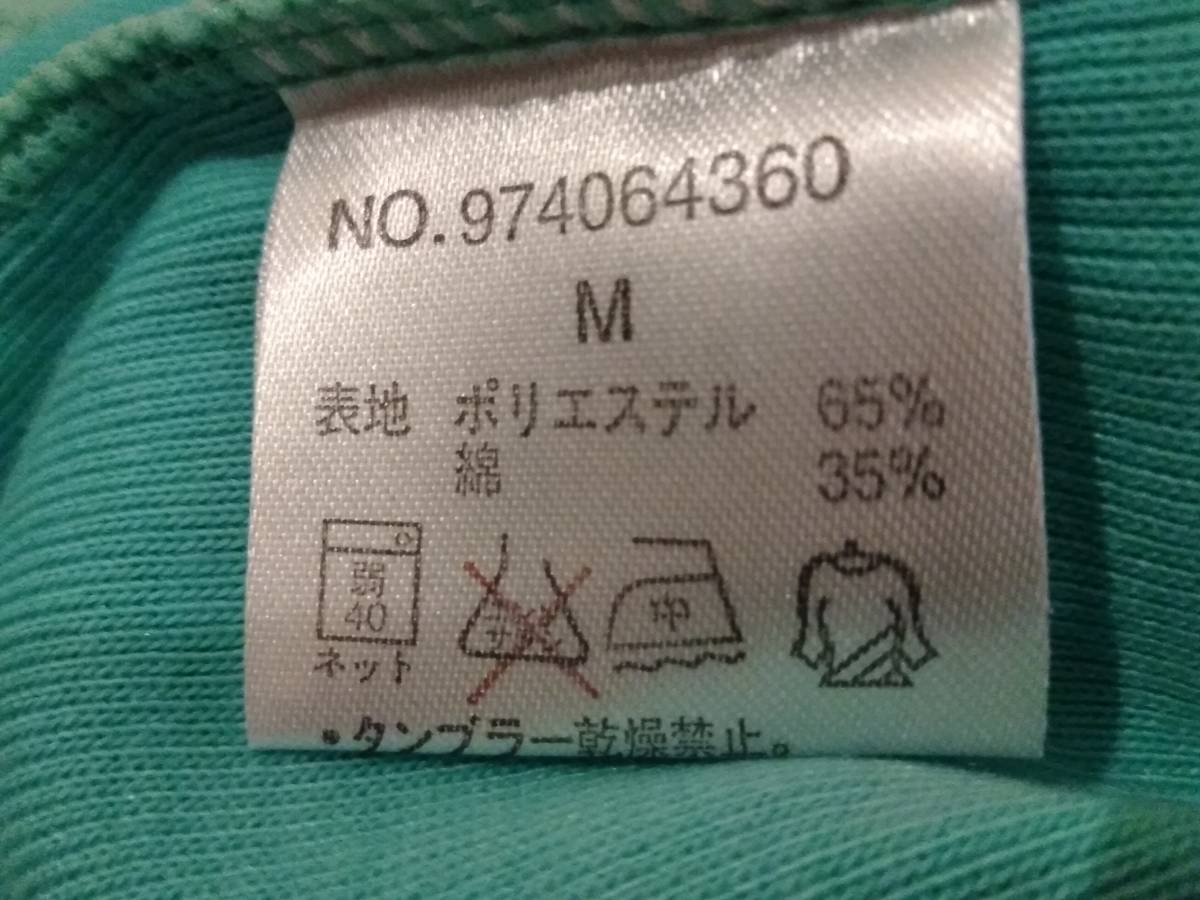 NO.974064360
M
表地 ポリエステル 65%
綿 35%
弱
40
中
ネット
・タンブラー乾燥禁止。